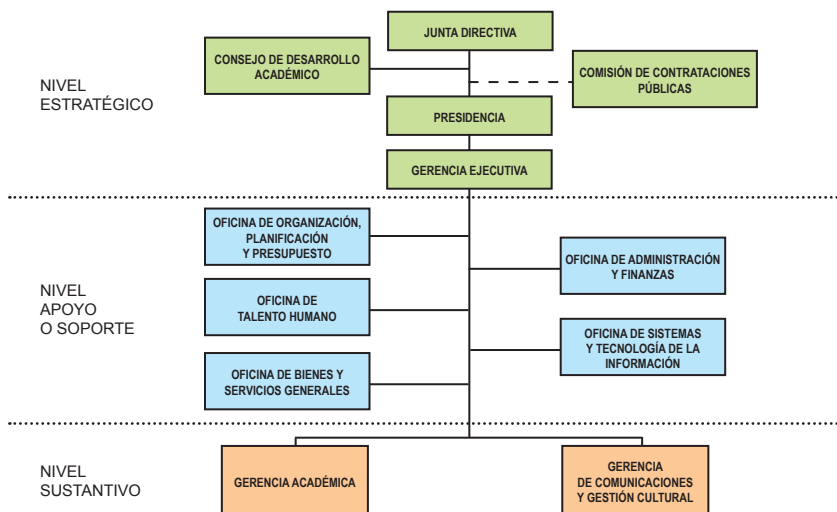 JUNTA DIRECTIVA
CONSEJO DE DESARROLLO
ACADÉMICO
COMISIÓN DE CONTRATACIONES
PÚBLICAS
NIVEL
ESTRATÉGICO
PRESIDENCIA
GERENCIA EJECUTIVA
OFICINA DE ORGANIZACIÓN,
PLANIFICACIÓN
Y PRESUPUESTO
OFICINA DE ADMINISTRACIÓN
Y FINANZAS
NIVEL
APOYO
O SOPORTE
OFICINA DE
TALENTO HUMANO
OFICINA DE SISTEMAS
Y TECNOLOGÍA DE LA
INFORMACIÓN
OFICINA DE BIENES Y
SERVICIOS GENERALES
NIVEL
SUSTANTIVO
GERENCIA ACADÉMICA
GERENCIA
DE COMUNICACIONES
Y GESTIÓN CULTURAL